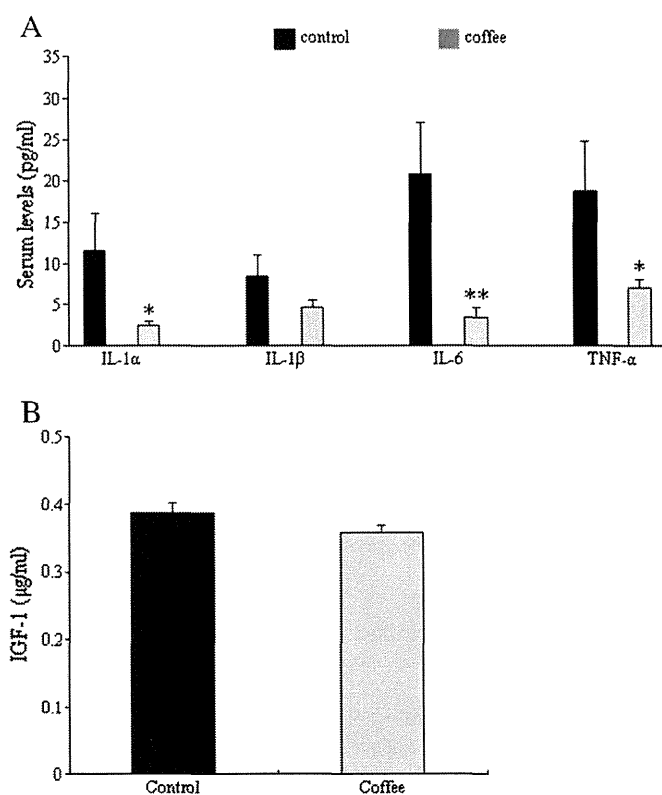 A
control coffee
35
30
25
20
15
10
5
0
Serum levels (pg/ml)
*
**
*
IL-1α IL-1β IL-6 TNF-α
B
0.5
0.4
0.3
0.2
0.1
0
IGF-1 (µg/ml)
Control Coffee